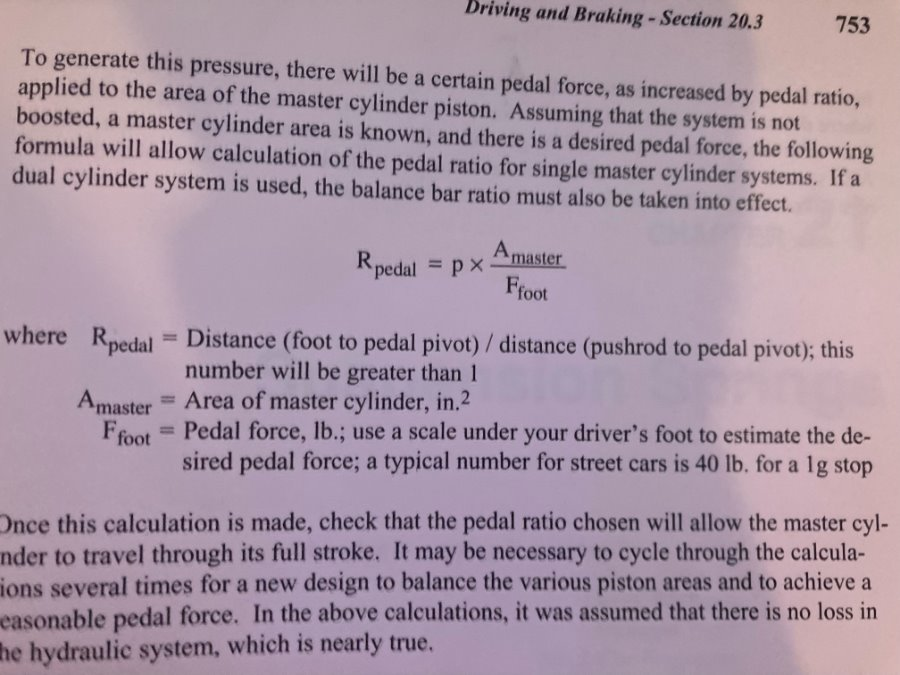 Driving and Braking - Section 20.3 753
To generate this pressure, there will be a certain pedal force, as increased by pedal ratio,
applied to the area of the master cylinder piston. Assuming that the system is not
boosted, a master cylinder area is known, and there is a desired pedal force, the following
formula will allow calculation of the pedal ratio for single master cylinder systems. If a
dual cylinder system is used, the balance bar ratio must also be taken into effect.
R_pedal = p × A_master / F_foot
where R_pedal = Distance (foot to pedal pivot) / distance (pushrod to pedal pivot); this
number will be greater than 1
A_master = Area of master cylinder, in.²
F_foot = Pedal force, lb.; use a scale under your driver's foot to estimate the de-
sired pedal force; a typical number for street cars is 40 lb. for a 1g stop
Once this calculation is made, check that the pedal ratio chosen will allow the master cyl-
nder to travel through its full stroke. It may be necessary to cycle through the calcula-
ions several times for a new design to balance the various piston areas and to achieve a
easonable pedal force. In the above calculations, it was assumed that there is no loss in
he hydraulic system, which is nearly true.